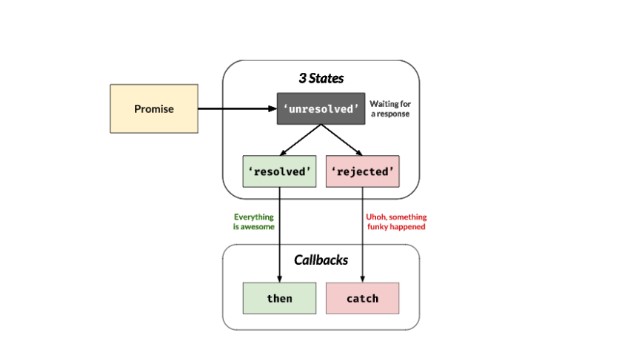 3 States
Promise
‘unresolved’
Waiting for
a response
‘resolved’
‘rejected’
Everything
is awesome
Uhoh, something
funky happened
Callbacks
then
catch